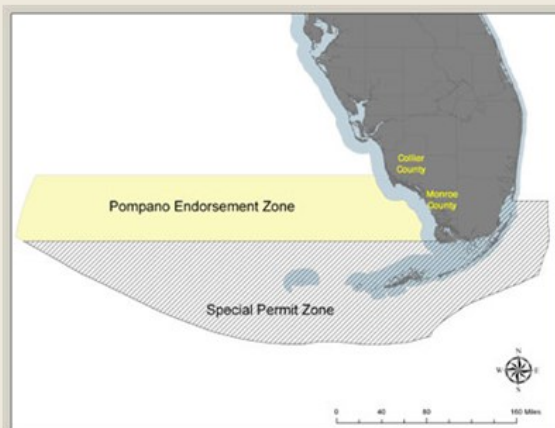 Collier
County
Pompano Endorsement Zone
Monroe
County
Special Permit Zone
N
W E
S
0 40 80 160 Miles